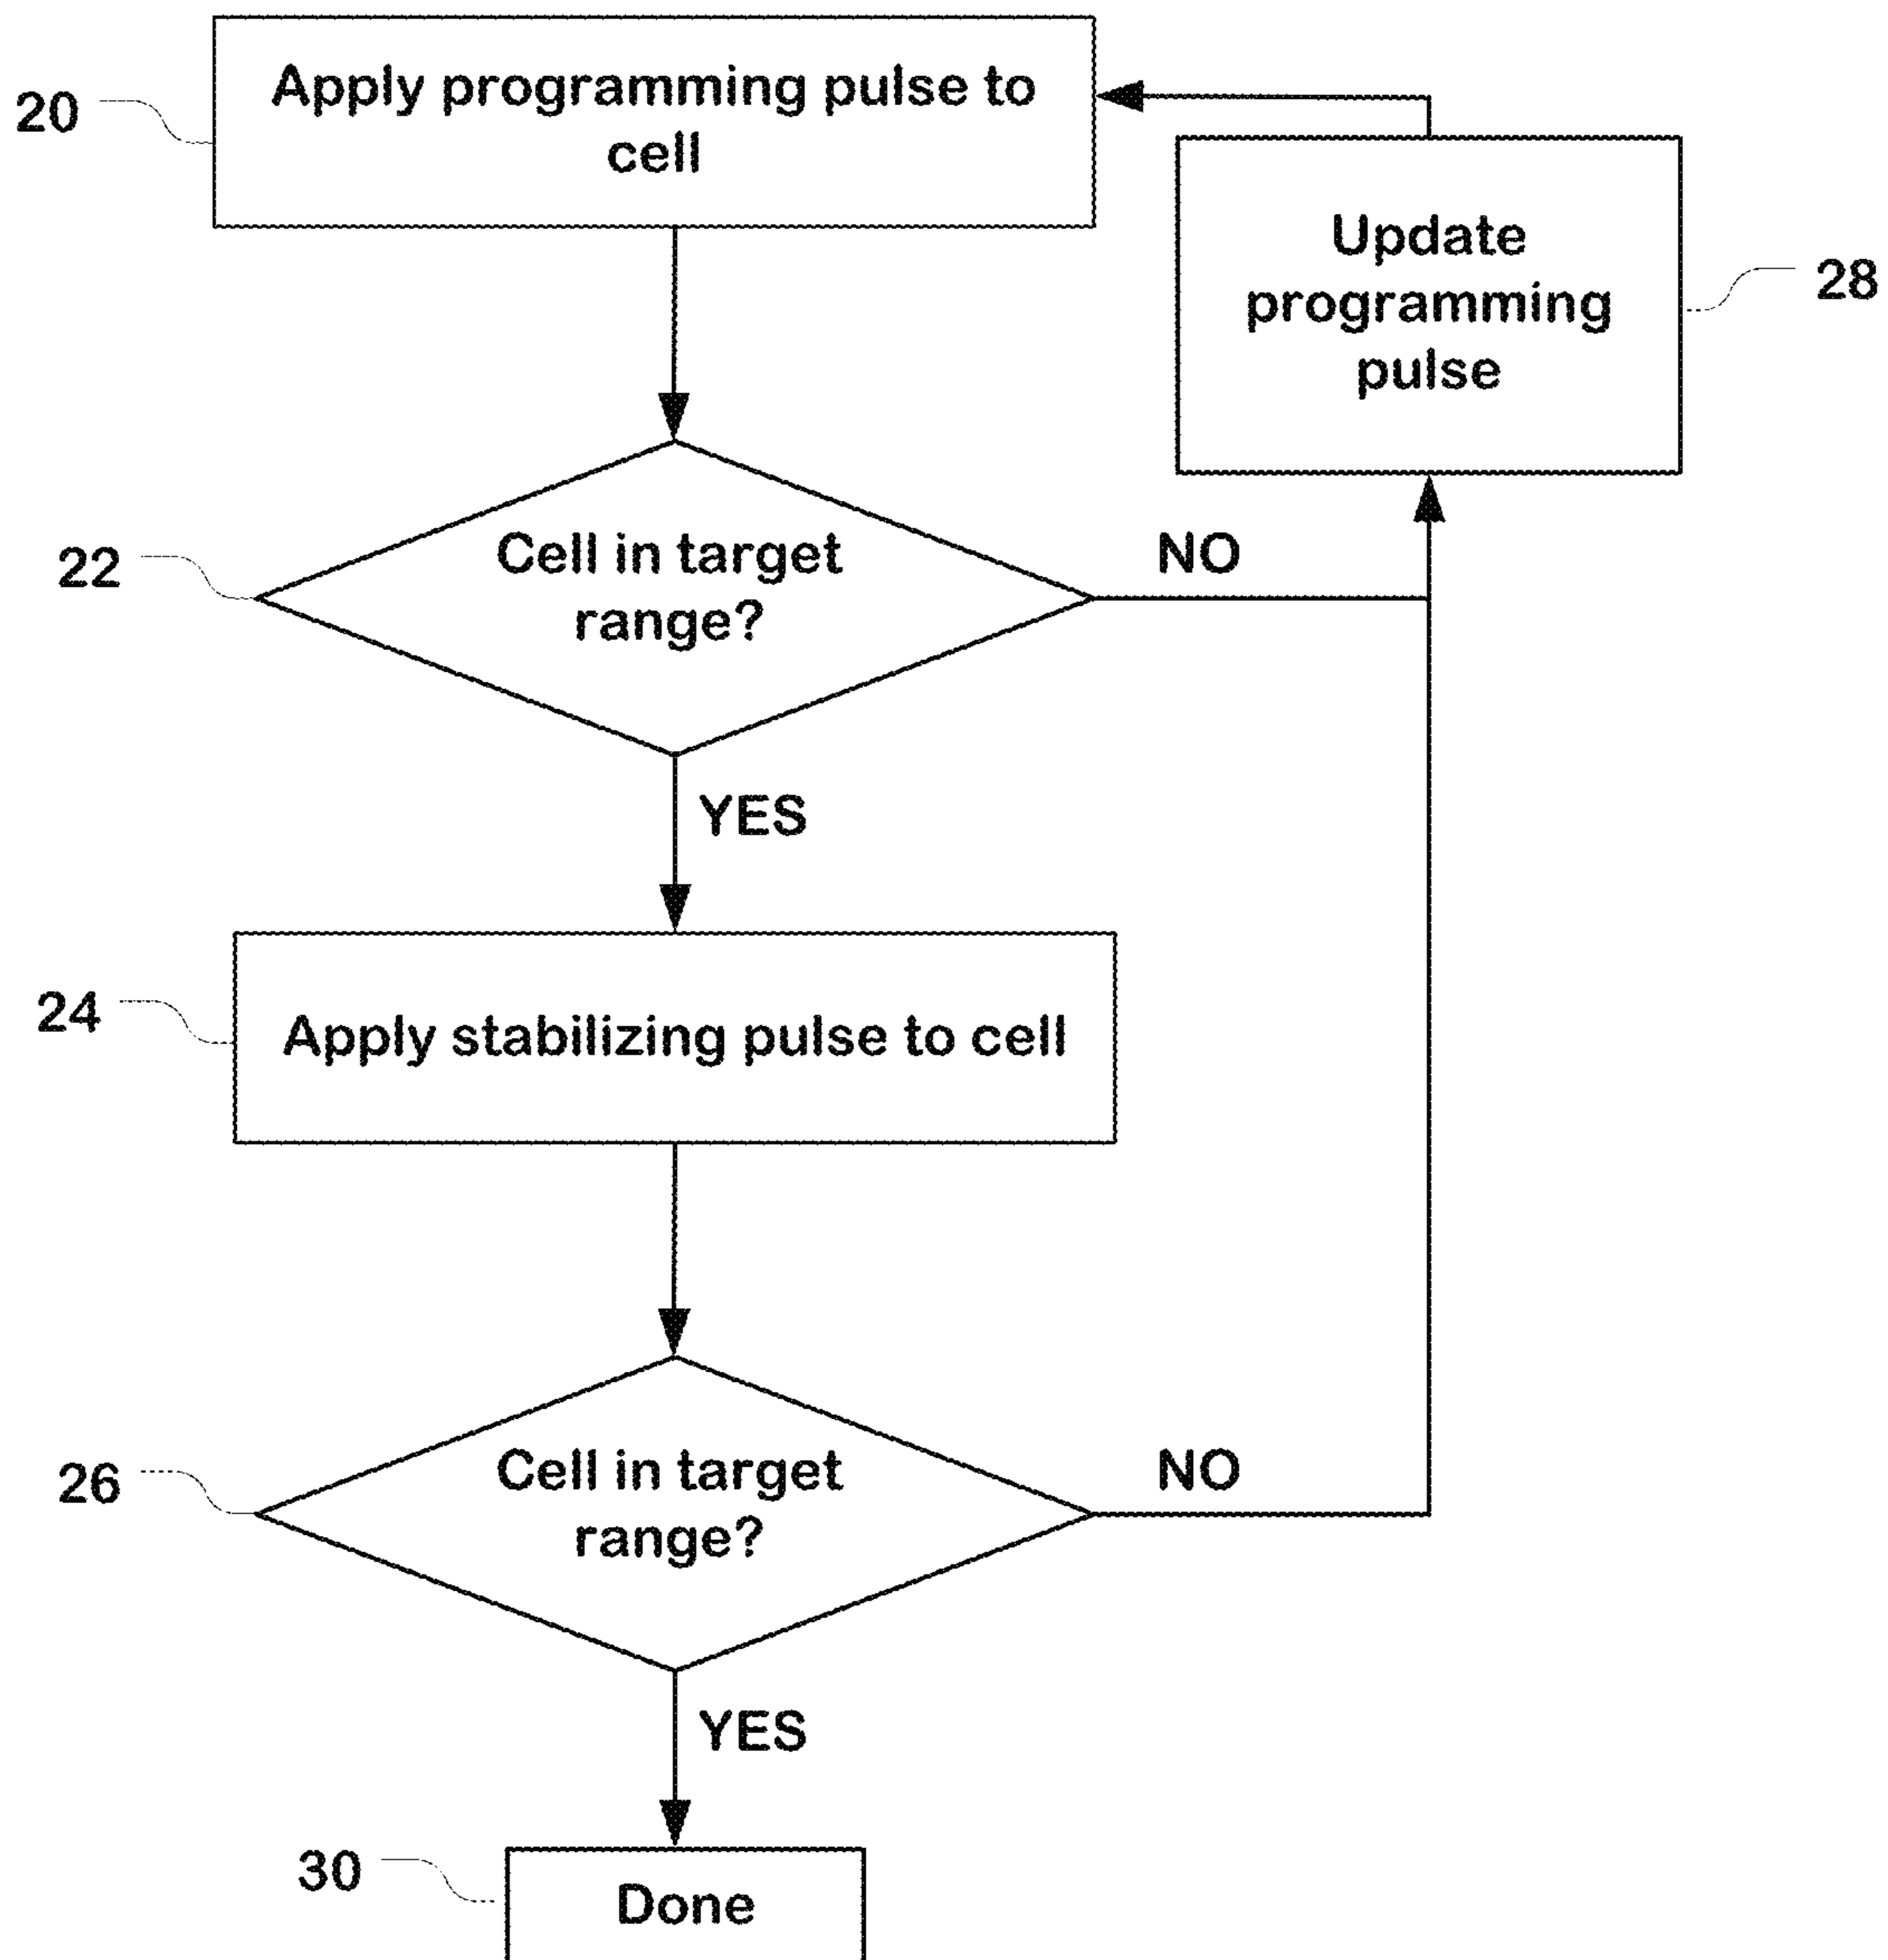 20
Apply programming pulse to
cell
Update
programming
pulse
28
22
Cell in target
range?
NO
YES
24
Apply stabilizing pulse to cell
26
Cell in target
range?
NO
YES
30
Done